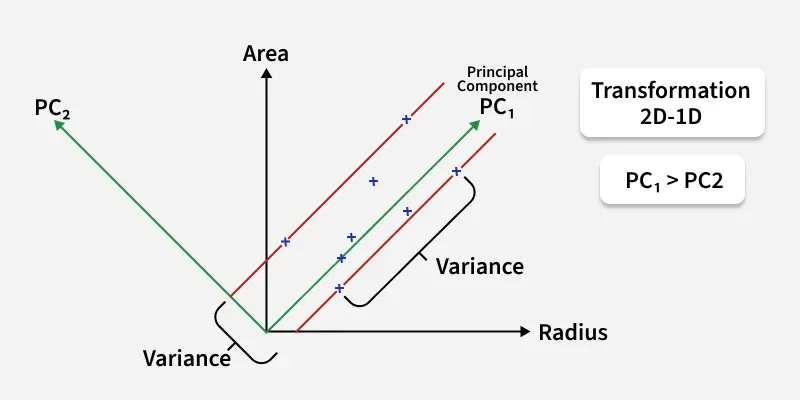 Area
Principal
Component
PC₁
PC₂
Transformation
2D-1D
PC₁ > PC2
Variance
Radius
Variance